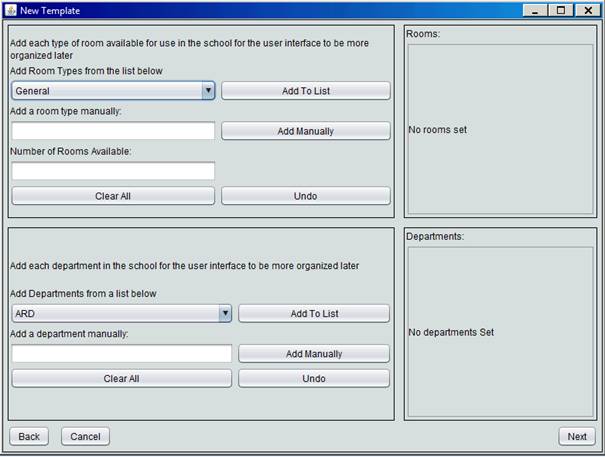 New Template
Add each type of room available for use in the school for the user interface to be more
organized later
Add Room Types from the list below
General
Add To List
Add a room type manually:
Add Manually
Number of Rooms Available:
Clear All
Undo
Rooms:
No rooms set
Add each department in the school for the user interface to be more organized later
Add Departments from a list below
ARD
Add To List
Add a department manually:
Add Manually
Clear All
Undo
Departments:
No departments Set
Back
Cancel
Next